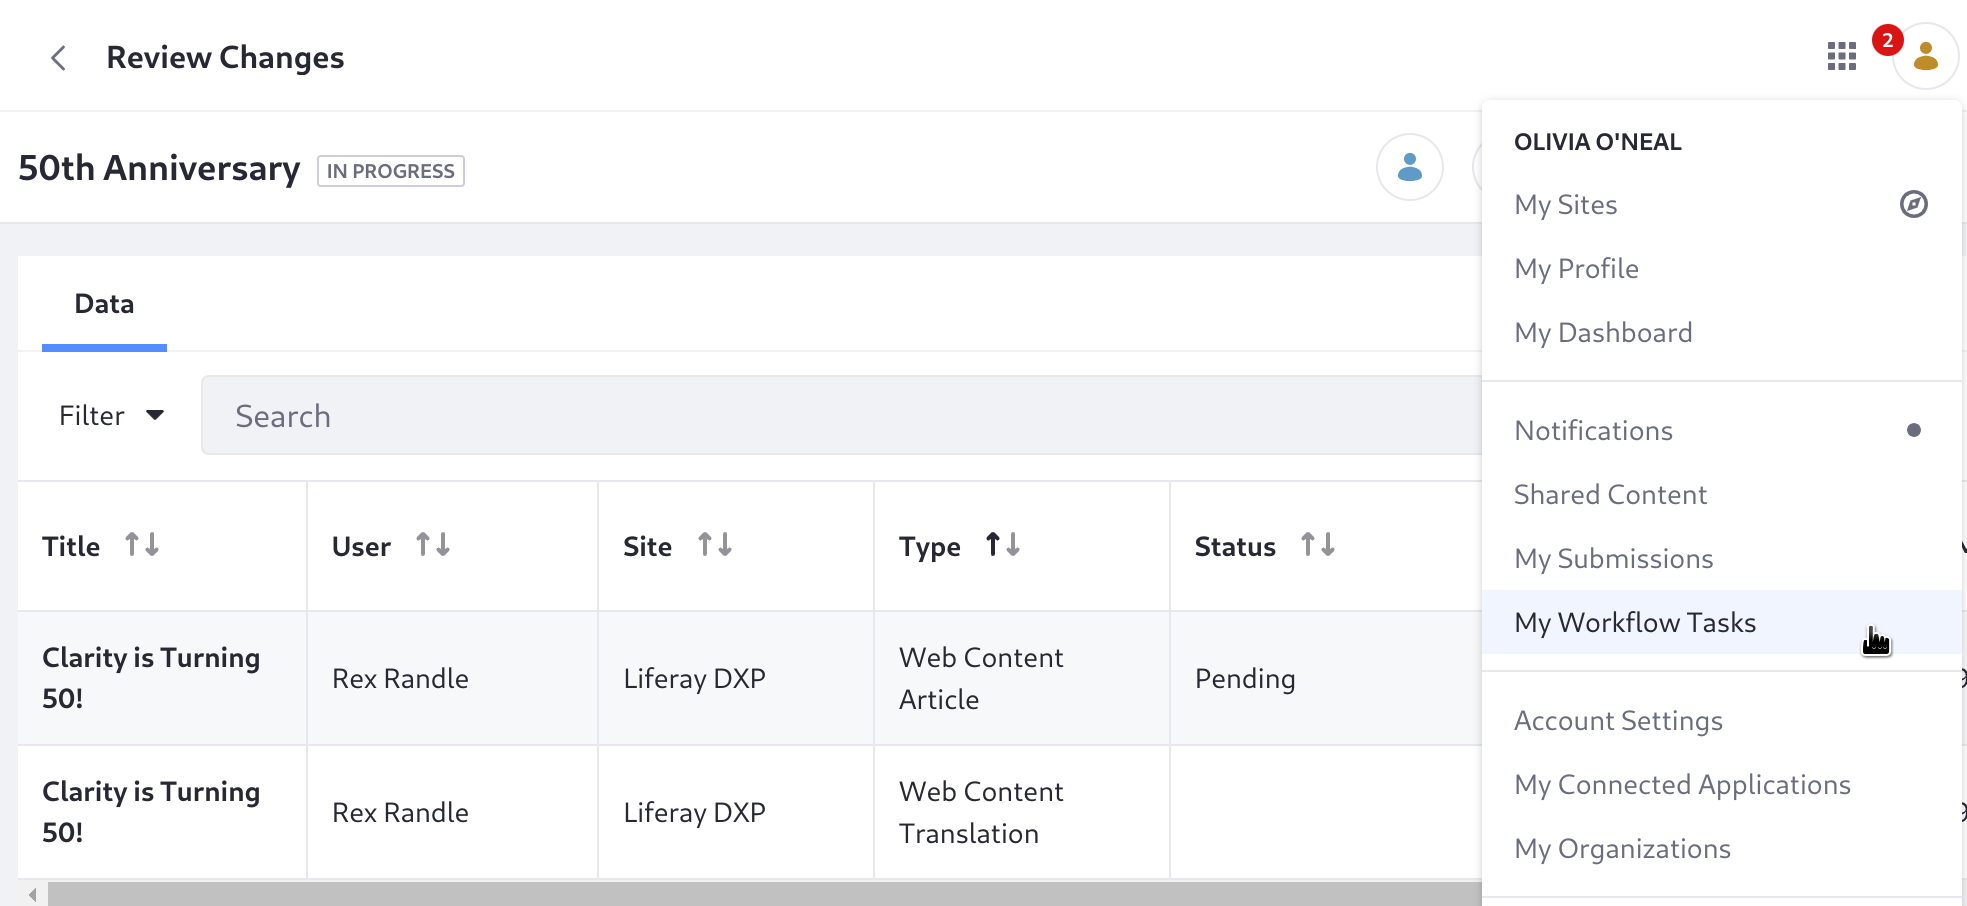 Review Changes
2
50th Anniversary IN PROGRESS
Data
Filter Search
Title User Site Type Status
Clarity is Turning 50! Rex Randle Liferay DXP Web Content Article Pending
Clarity is Turning 50! Rex Randle Liferay DXP Web Content Translation
OLIVIA O'NEAL
My Sites
My Profile
My Dashboard
Notifications
Shared Content
My Submissions
My Workflow Tasks
Account Settings
My Connected Applications
My Organizations